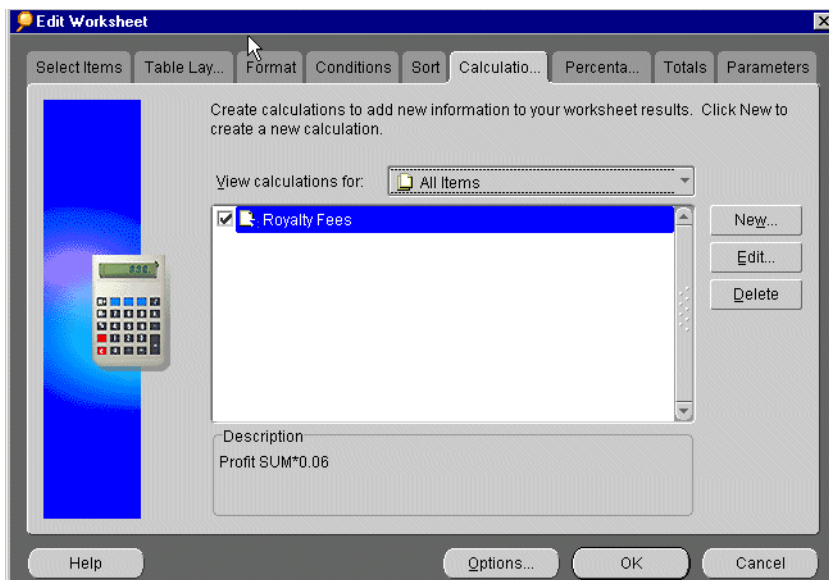 Edit Worksheet
Select Items Table Lay... Format Conditions Sort Calculatio... Percenta... Totals Parameters
Create calculations to add new information to your worksheet results. Click New to
create a new calculation.
View calculations for: All Items
Royalty Fees
New...
Edit...
Delete
Description
Profit SUM*0.06
Help Options... OK Cancel